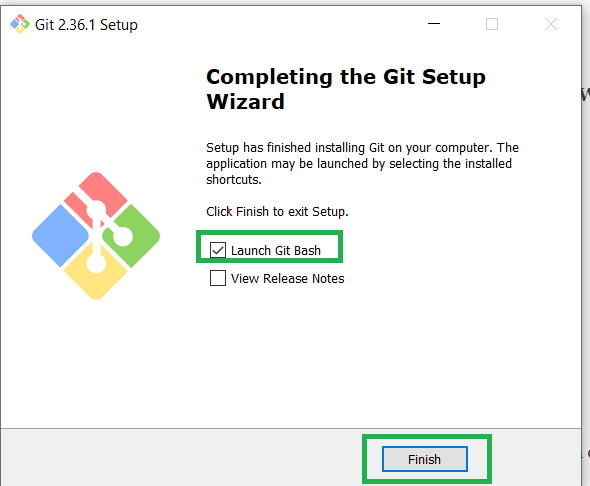 Git 2.36.1 Setup
Completing the Git Setup
Wizard
Setup has finished installing Git on your computer. The
application may be launched by selecting the installed
shortcuts.
Click Finish to exit Setup.
Launch Git Bash
View Release Notes
Finish